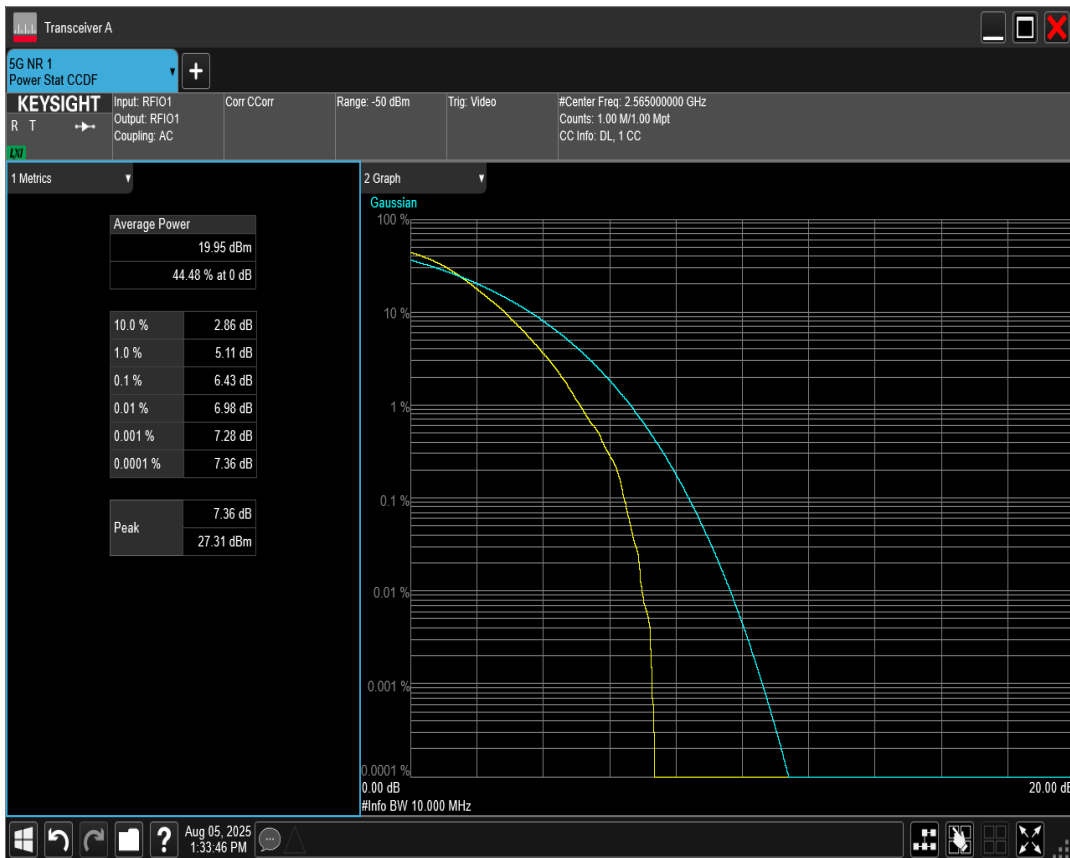 Transceiver A
5G NR 1
Power Stat CCDF
KEYSIGHT
R T
LXI
Input: RFIO1
Output: RFIO1
Coupling: AC
Corr CCorr
Range: -50 dBm
Trig: Video
#Center Freq: 2.565000000 GHz
Counts: 1.00 M/1.00 Mpt
CC Info: DL, 1 CC
1 Metrics
Average Power
19.95 dBm
44.48 % at 0 dB
10.0 % 2.86 dB
1.0 % 5.11 dB
0.1 % 6.43 dB
0.01 % 6.98 dB
0.001 % 7.28 dB
0.0001 % 7.36 dB
Peak
7.36 dB
27.31 dBm
2 Graph
Gaussian
100 %
10 %
1 %
0.1 %
0.01 %
0.001 %
0.0001 %
0.00 dB
20.00 dB
#Info BW 10.000 MHz
?
Aug 05, 2025
1:33:46 PM